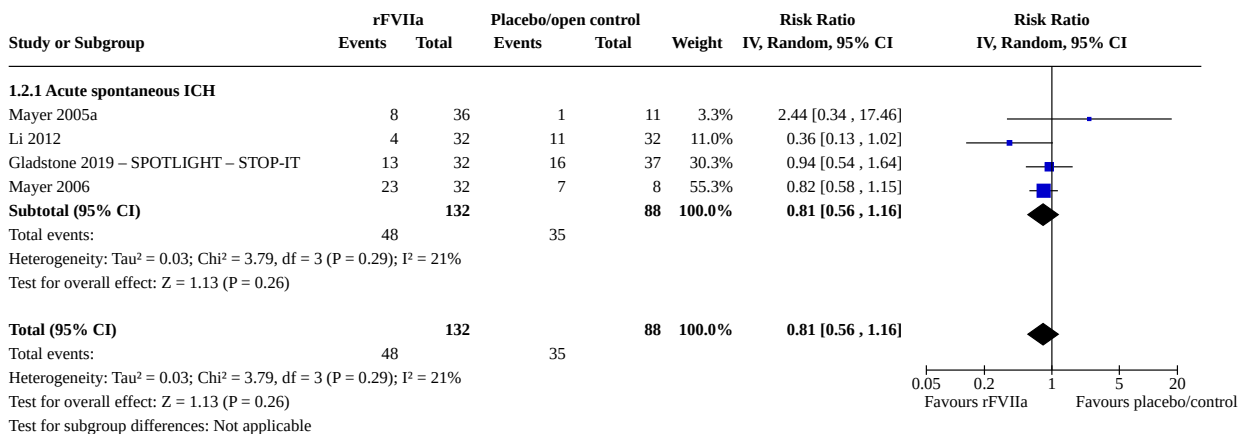 rFVIIa Placebo/open control Risk Ratio Risk Ratio
Study or Subgroup Events Total Events Total Weight IV, Random, 95% CI IV, Random, 95% CI
1.2.1 Acute spontaneous ICH
Mayer 2005a 8 36 1 11 3.3% 2.44 [0.34 , 17.46]
Li 2012 4 32 11 32 11.0% 0.36 [0.13 , 1.02]
Gladstone 2019 – SPOTLIGHT – STOP-IT 13 32 16 37 30.3% 0.94 [0.54 , 1.64]
Mayer 2006 23 32 7 8 55.3% 0.82 [0.58 , 1.15]
Subtotal (95% CI) 132 88 100.0% 0.81 [0.56 , 1.16]
Total events: 48 35
Heterogeneity: Tau² = 0.03; Chi² = 3.79, df = 3 (P = 0.29); I² = 21%
Test for overall effect: Z = 1.13 (P = 0.26)
Total (95% CI) 132 88 100.0% 0.81 [0.56 , 1.16]
Total events: 48 35
Heterogeneity: Tau² = 0.03; Chi² = 3.79, df = 3 (P = 0.29); I² = 21%
Test for overall effect: Z = 1.13 (P = 0.26)
Test for subgroup differences: Not applicable
0.05 0.2 1 5 20
Favours rFVIIa Favours placebo/control